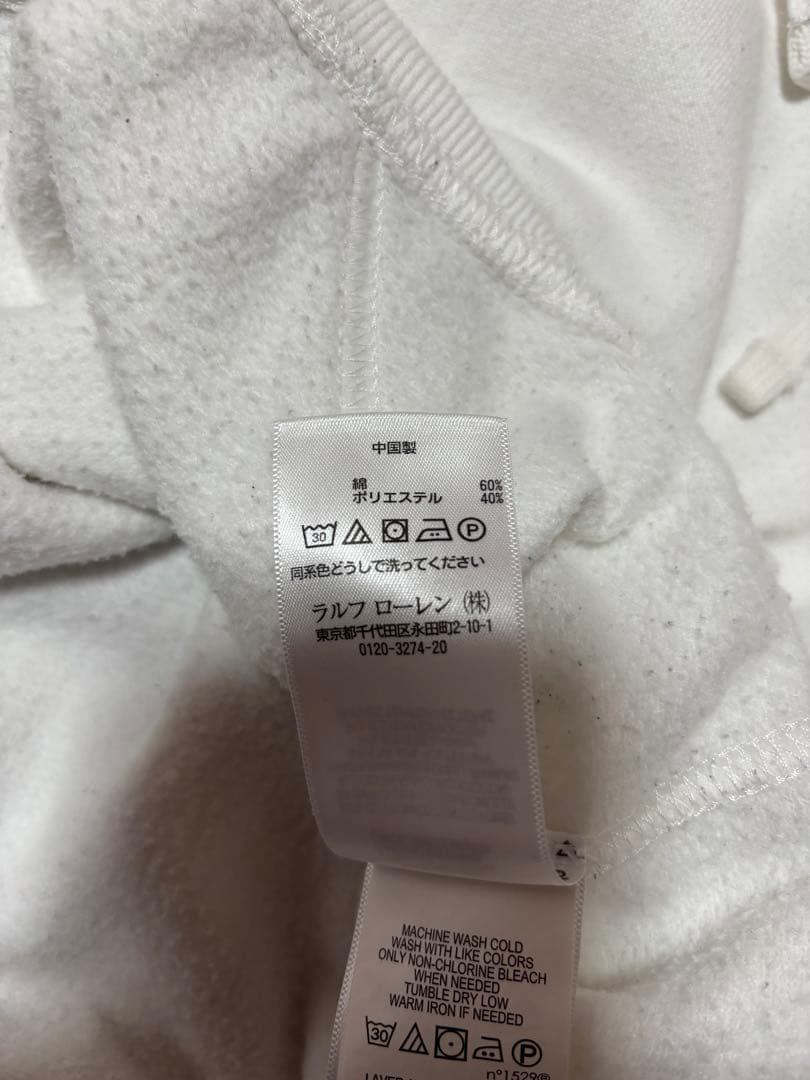 中国製
綿 60%
ポリエステル 40%
30 P
同系色どうしで洗ってください
ラルフ ローレン (株)
東京都千代田区永田町2-10-1
0120-3274-20
MACHINE WASH COLD
WASH WITH LIKE COLORS
ONLY NON-CHLORINE BLEACH
WHEN NEEDED
TUMBLE DRY LOW
WARM IRON IF NEEDED
30 P
n°1529®